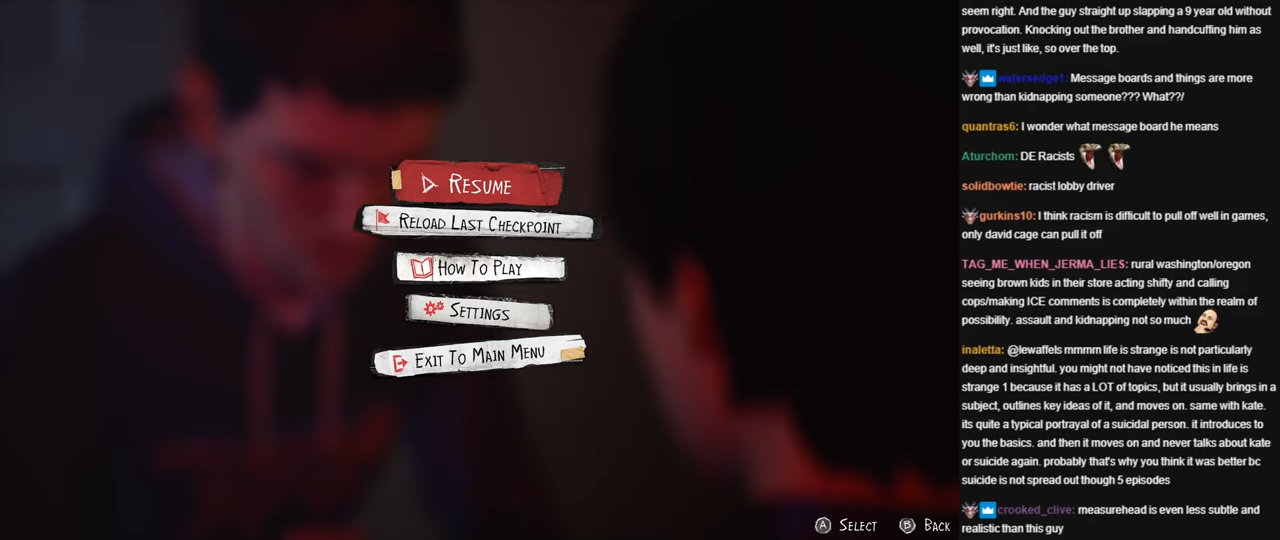 RESUME
RELOAD LAST CHECKPOINT
HOW TO PLAY
SETTINGS
EXIT TO MAIN MENU
A SELECT B BACK
seem right. And the guy straight up slapping a 9 year old without
provocation. Knocking out the brother and handcuffing him as
well, it's just like, so over the top.
watersedge1: Message boards and things are more
wrong than kidnapping someone??? What??/
quantras6: I wonder what message board he means
Aturchom: DE Racists
solidbowtie: racist lobby driver
gurkins10: I think racism is difficult to pull off well in games,
only david cage can pull it off
TAG_ME_WHEN_JERMA_LIES: rural washington/oregon
seeing brown kids in their store acting shifty and calling
cops/making ICE comments is completely within the realm of
possibility. assault and kidnapping not so much
inaletta: @lewaffels mmmm life is strange is not particularly
deep and insightful. you might not have noticed this in life is
strange 1 because it has a LOT of topics, but it usually brings in a
subject, outlines key ideas of it, and moves on. same with kate.
its quite a typical portrayal of a suicidal person. it introduces to
you the basics. and then it moves on and never talks about kate
or suicide again. probably that's why you think it was better bc
suicide is not spread out though 5 episodes
crooked_clive: measurehead is even less subtle and
realistic than this guy